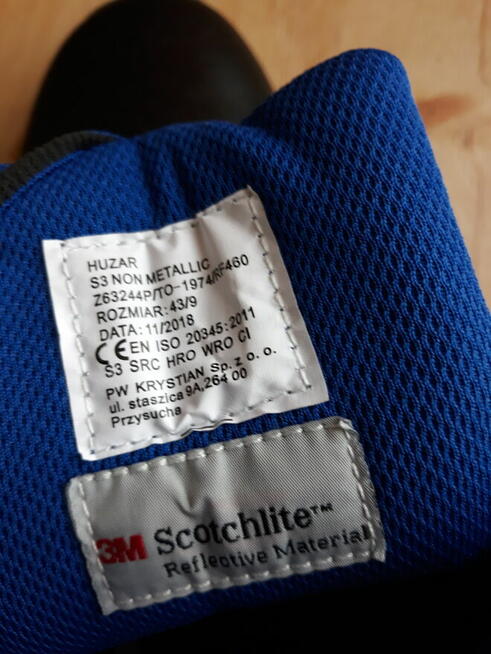 HUZAR
S3 NON METALLIC
Z63244P/TO-1974/RF460
ROZMIAR:43/9
DATA:11/2018
CE EN ISO 20345:2011
S3 SRC HRO WRO CI
PW KRYSTIAN Sp. z o. o.
ul. staszica 9A,264 00
Przysucha
3M Scotchlite™
Reflective Material